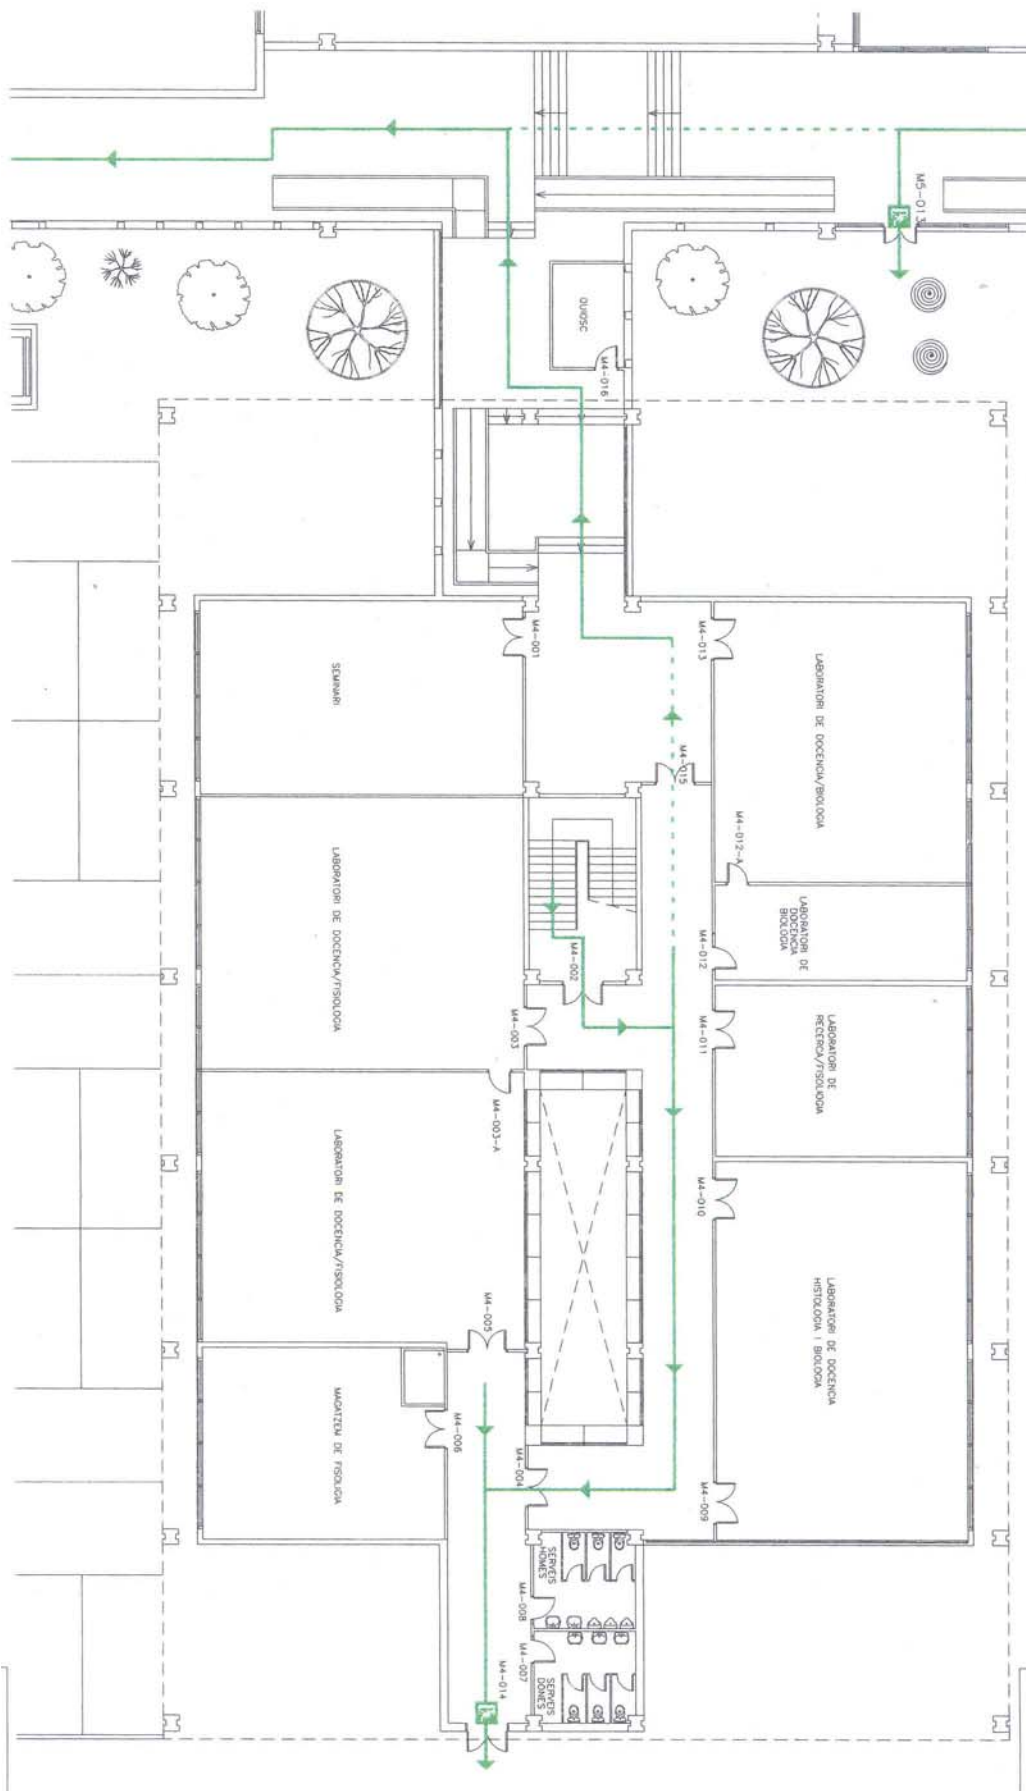 M5-013
QUIOSC
M4-016
M4-001
M4-013
SEMINARI
LABORATORI DE DOCENCIA/BIOLOGIA
M4-015
M4-012-A
LABORATORI DE DOCENCIA/FISIOLOGIA
LABORATORI DE
DOCÈNCIA
BIOLOGIA
M4-002
M4-012
M4-003
M4-011
LABORATORI DE
RECERCA/FISOLIOGIA
M4-003-A
LABORATORI DE DOCENCIA/FISIOLOGIA
M4-010
LABORATORI DE DOCENCIA
HISTOLOGIA I BIOLOGIA
M4-005
MAGATZEM DE FISOLIGIA
M4-006
M4-004
M4-009
SERVEIS
HOMES
M4-008
M4-007
SERVEIS
DONES
M4-014